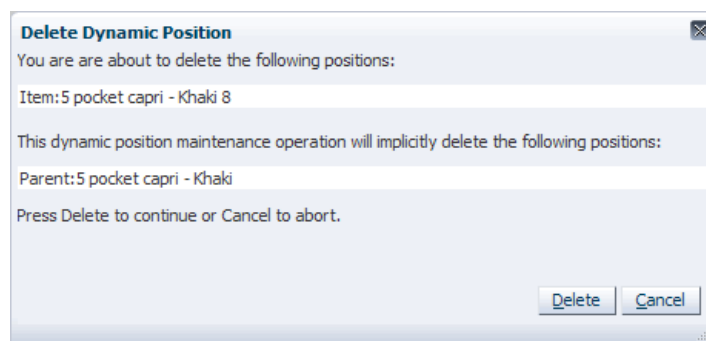 Delete Dynamic Position
You are are about to delete the following positions:
Item:5 pocket capri - Khaki 8
This dynamic position maintenance operation will implicitly delete the following positions:
Parent:5 pocket capri - Khaki
Press Delete to continue or Cancel to abort.
Delete Cancel